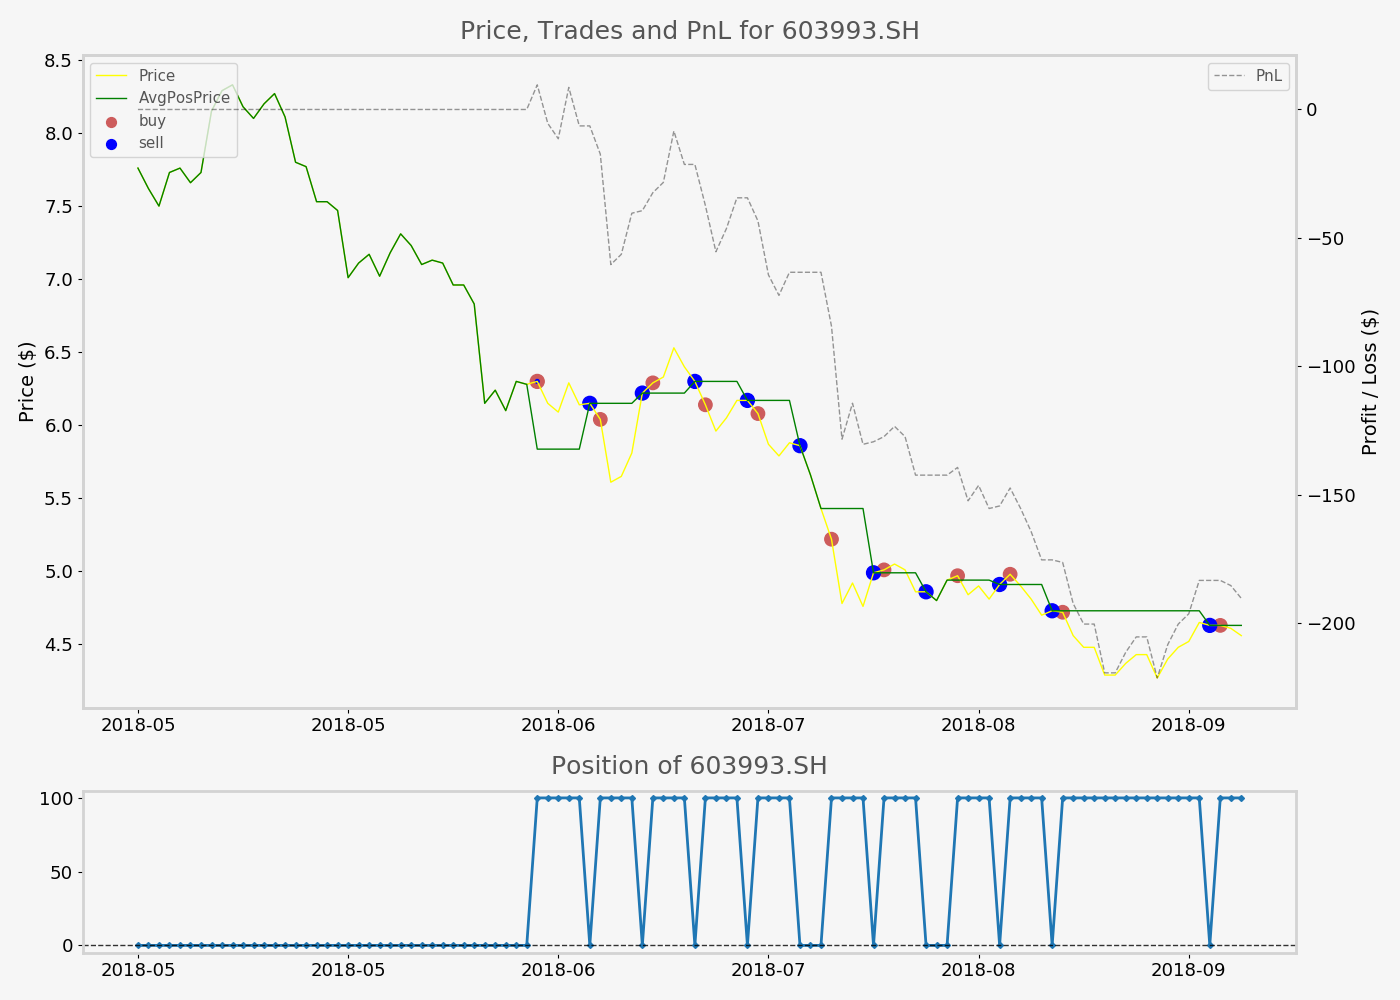 Price, Trades and PnL for 603993.SH
8.5
8.0
7.5
7.0
6.5
6.0
5.5
5.0
4.5
Price ($)
Price
AvgPosPrice
buy
sell
PnL
0
−50
−100
−150
−200
Profit / Loss ($)
2018-05 2018-05 2018-06 2018-07 2018-08 2018-09
Position of 603993.SH
100
50
0
2018-05 2018-05 2018-06 2018-07 2018-08 2018-09